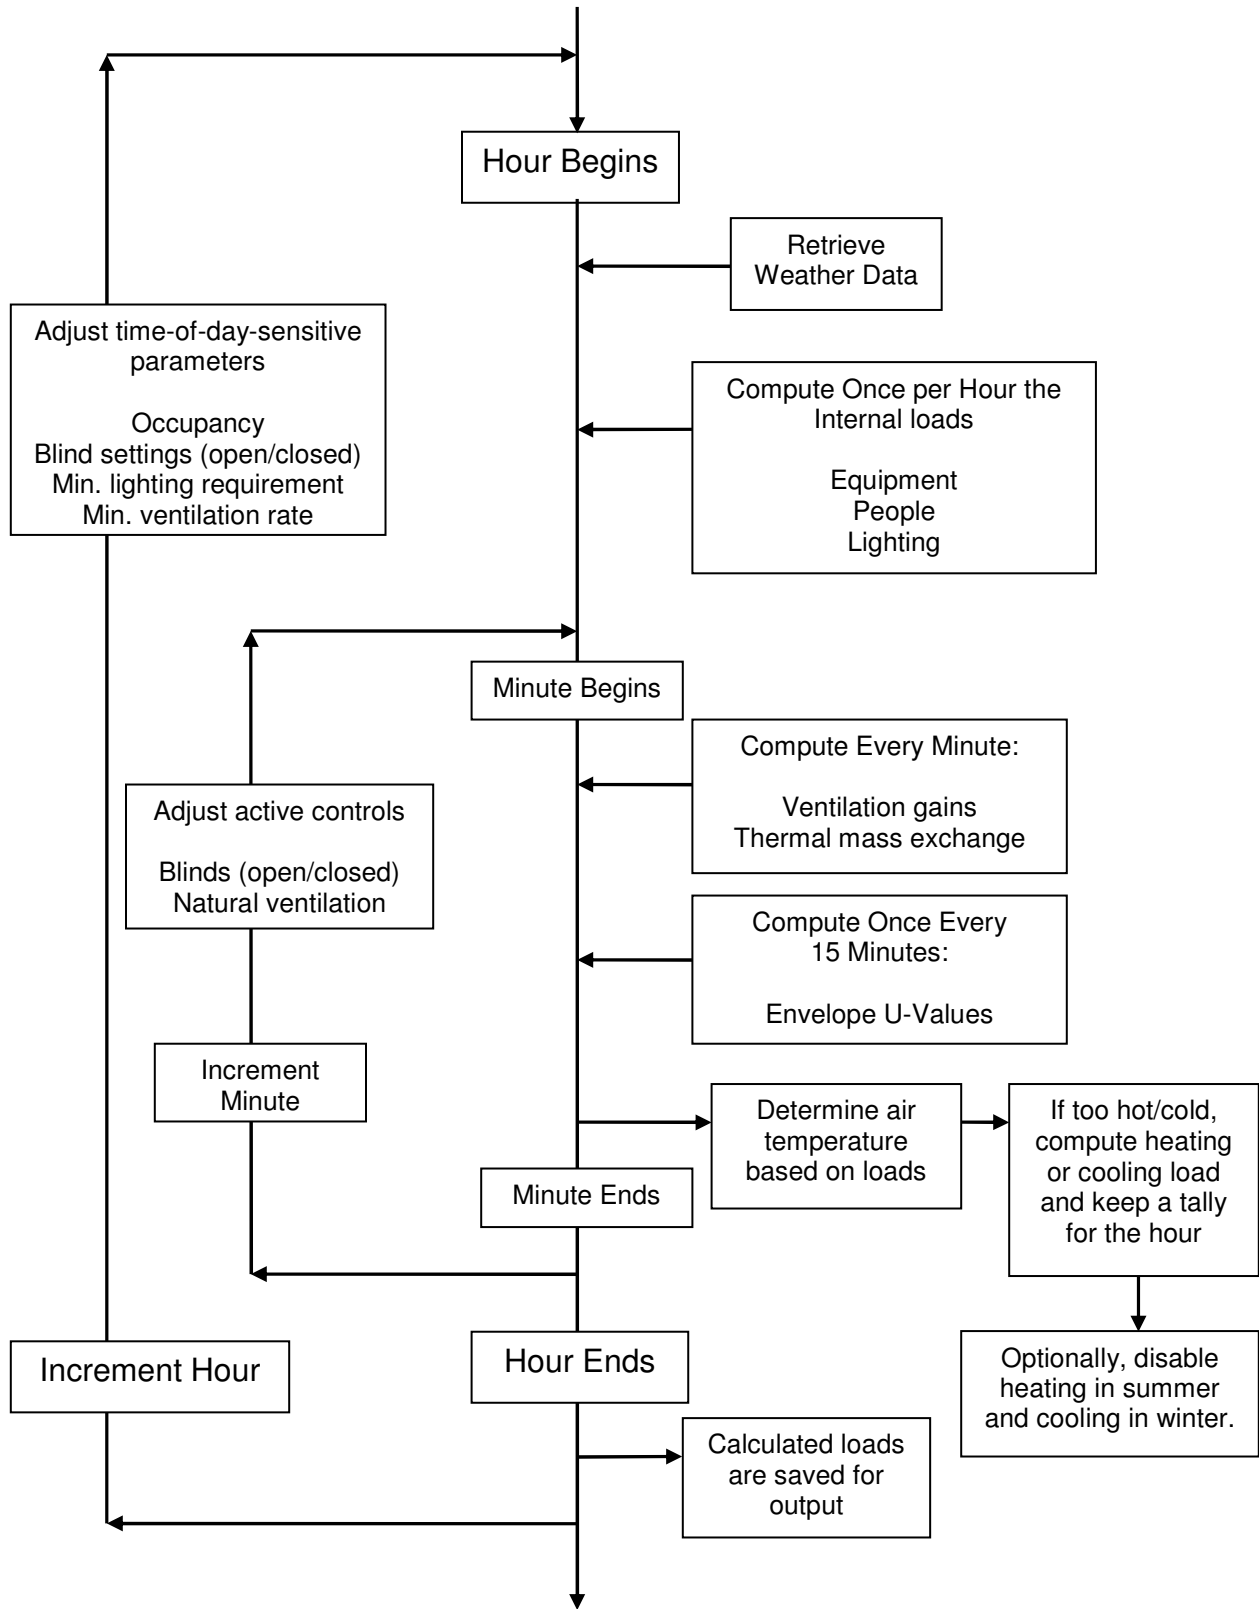 Hour Begins
Retrieve
Weather Data
Adjust time-of-day-sensitive
parameters
Occupancy
Blind settings (open/closed)
Min. lighting requirement
Min. ventilation rate
Compute Once per Hour the
Internal loads
Equipment
People
Lighting
Minute Begins
Compute Every Minute:
Ventilation gains
Thermal mass exchange
Adjust active controls
Blinds (open/closed)
Natural ventilation
Compute Once Every
15 Minutes:
Envelope U-Values
Increment
Minute
Determine air
temperature
based on loads
If too hot/cold,
compute heating
or cooling load
and keep a tally
for the hour
Minute Ends
Increment Hour
Hour Ends
Optionally, disable
heating in summer
and cooling in winter.
Calculated loads
are saved for
output